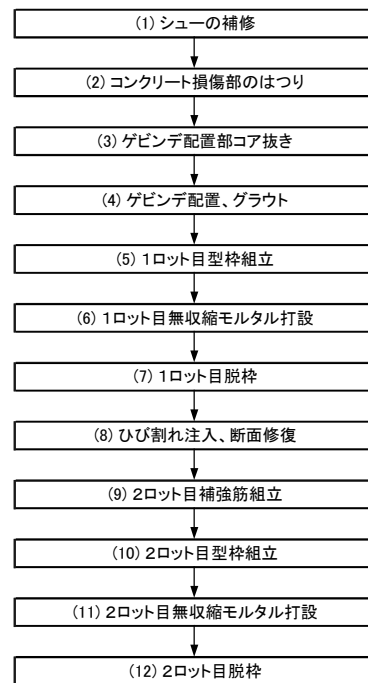 (1) シューの補修
(2) コンクリート損傷部のはつり
(3) ゲビンデ配置部コア抜き
(4) ゲビンデ配置、グラウト
(5) １ロット目型枠組立
(6) １ロット目無収縮モルタル打設
(7) １ロット目脱枠
(8) ひび割れ注入、断面修復
(9) ２ロット目補強筋組立
(10) ２ロット目型枠組立
(11) ２ロット目無収縮モルタル打設
(12) ２ロット目脱枠